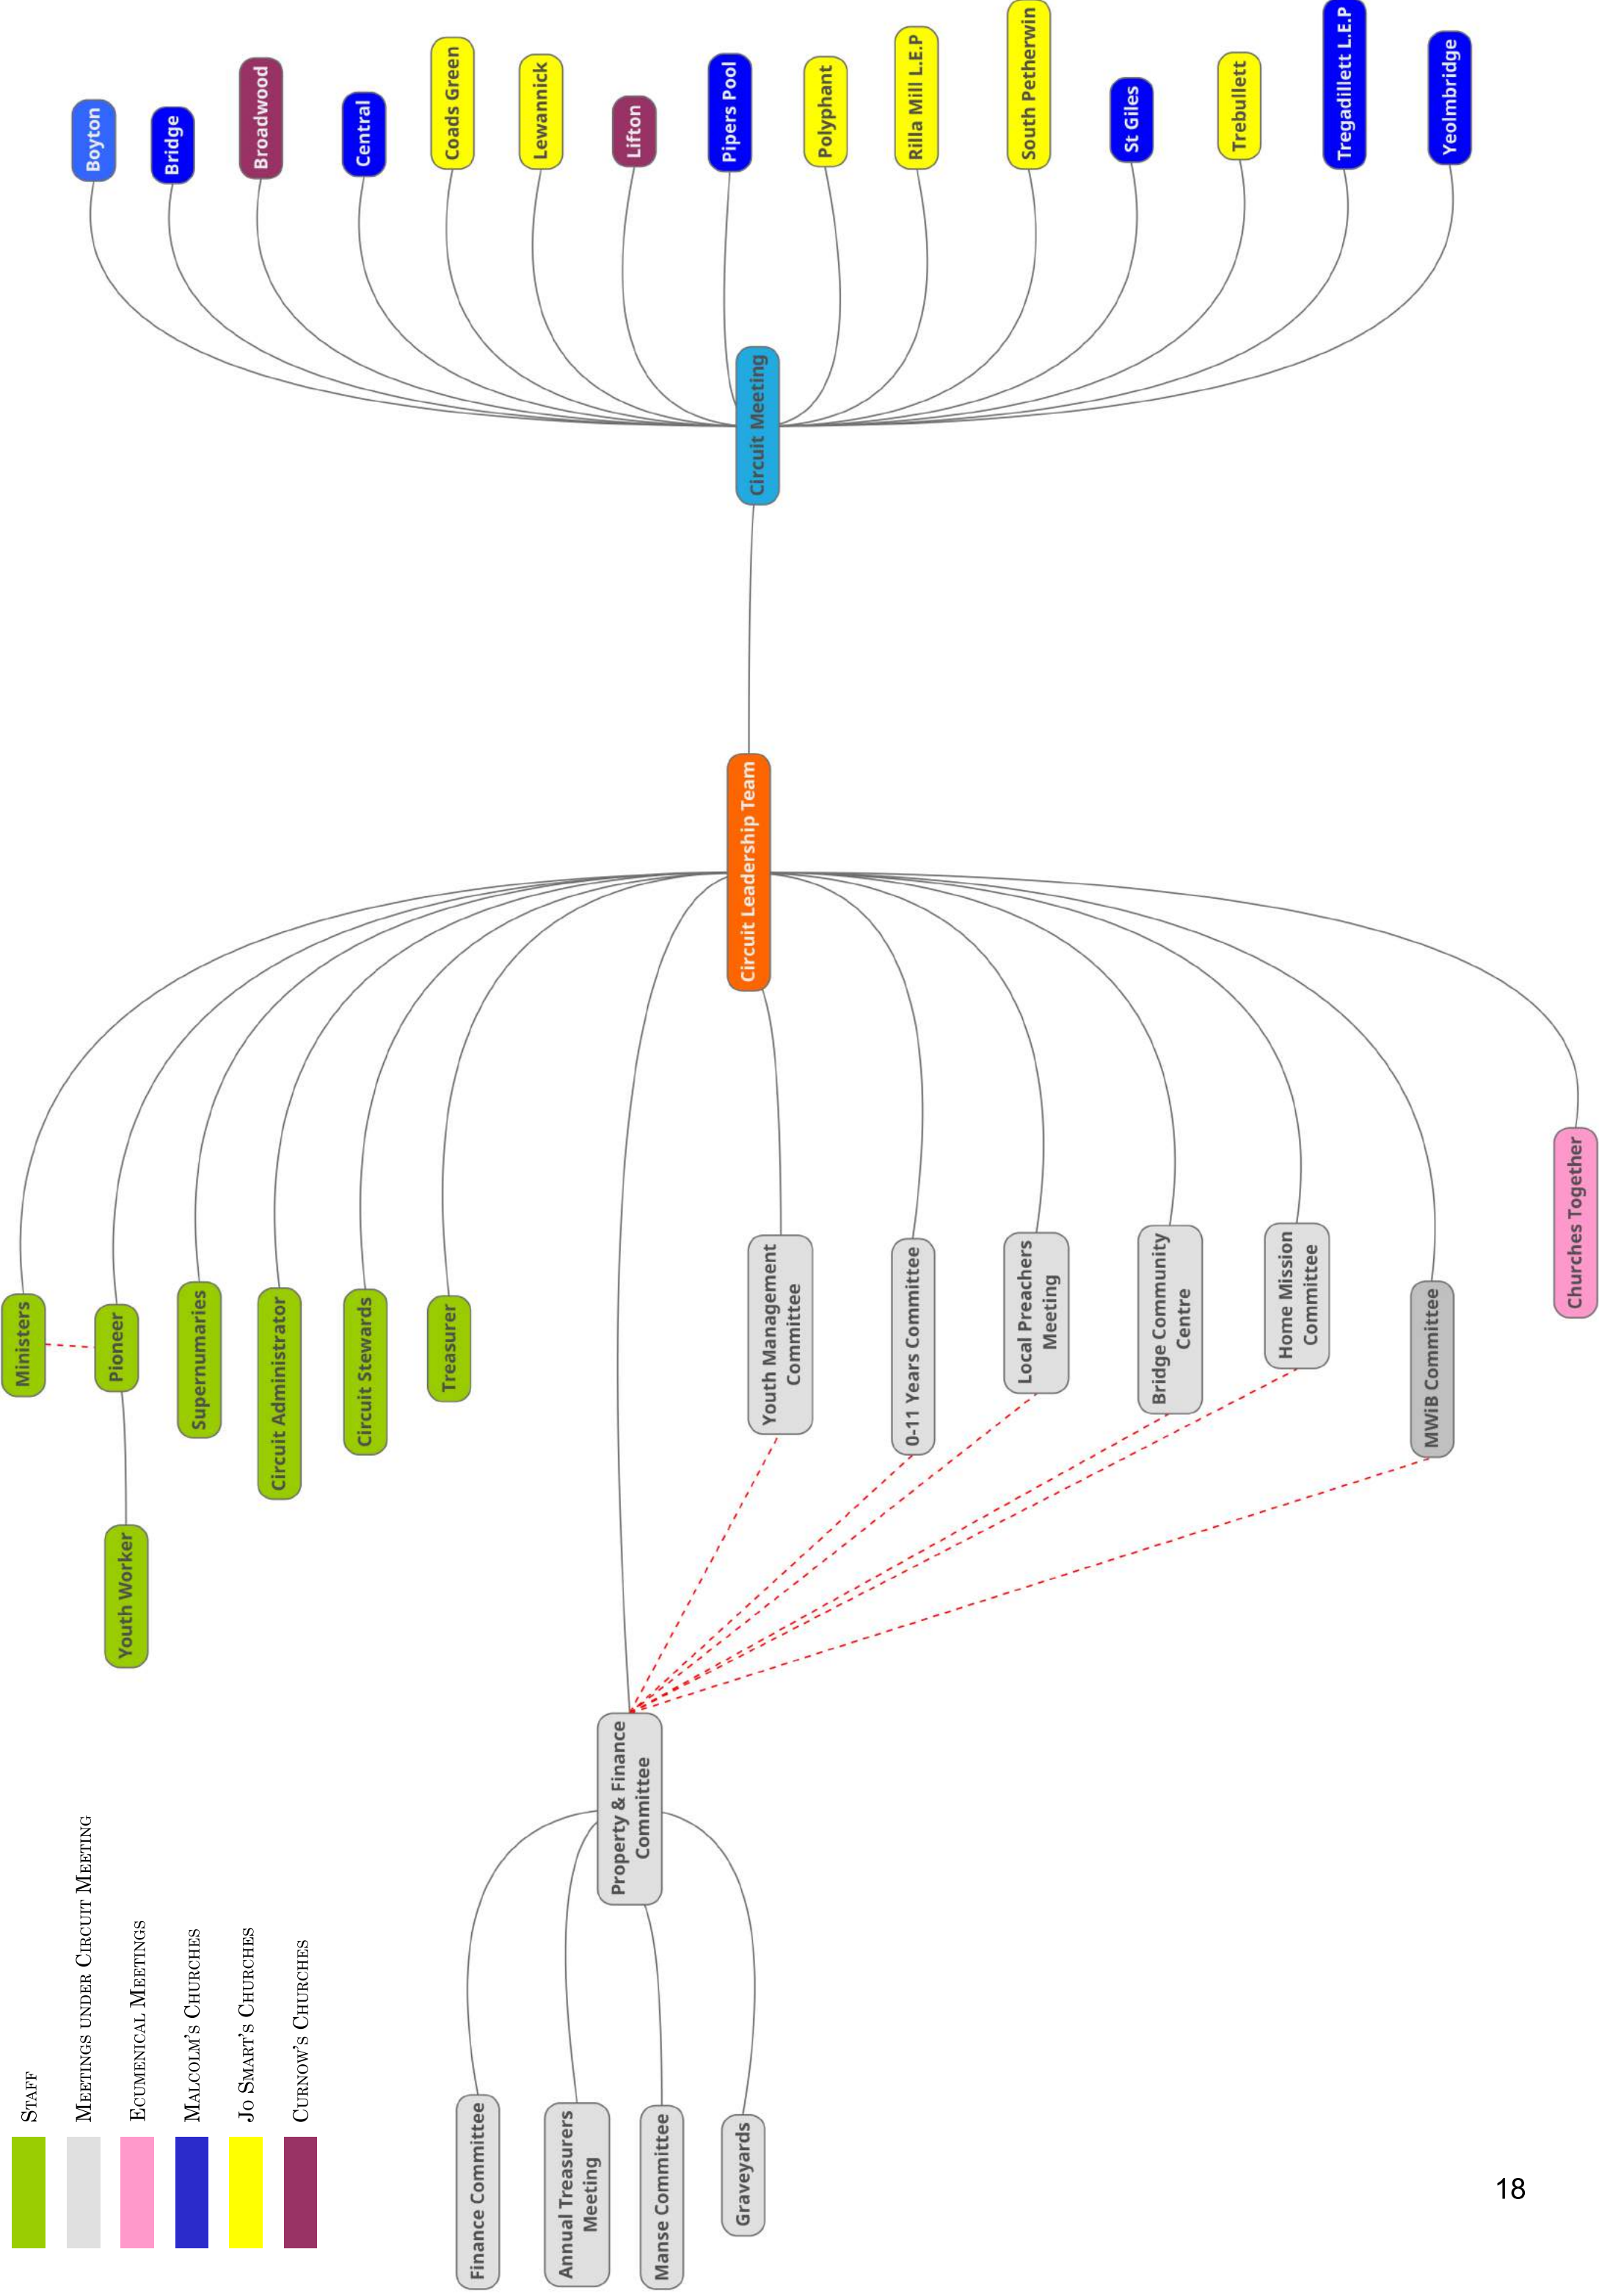 Boyton
Bridge
Broadwood
Central
Coads Green
Lewannick
Lifton
Pipers Pool
Polyphant
Rilla Mill L.E.P
South Petherwin
St Giles
Trebullett
Tregadillett L.E.P
Yeolmbridge
Circuit Meeting
Circuit Leadership Team
Ministers
Pioneer
Supernumaries
Circuit Administrator
Circuit Stewards
Treasurer
Youth Management
Committee
0-11 Years Committee
Local Preachers
Meeting
Bridge Community
Centre
Home Mission
Committee
MWiB Committee
Churches Together
Youth Worker
Property & Finance
Committee
Finance Committee
Annual Treasurers
Meeting
Manse Committee
Graveyards
Staff
Meetings under Circuit Meeting
Ecumenical Meetings
Malcolm's Churches
Jo Smart's Churches
Curnow's Churches
18